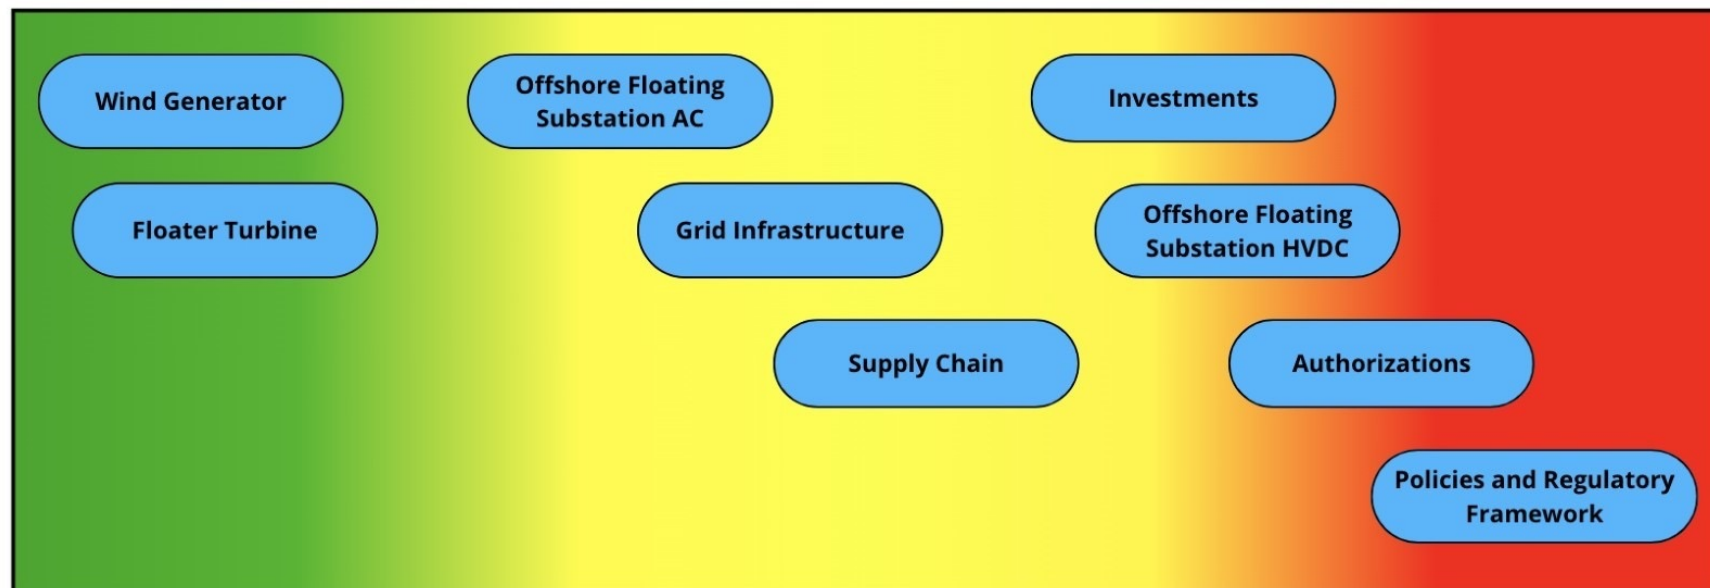 Wind Generator
Offshore Floating
Substation AC
Investments
Floater Turbine
Grid Infrastructure
Offshore Floating
Substation HVDC
Supply Chain
Authorizations
Policies and Regulatory
Framework